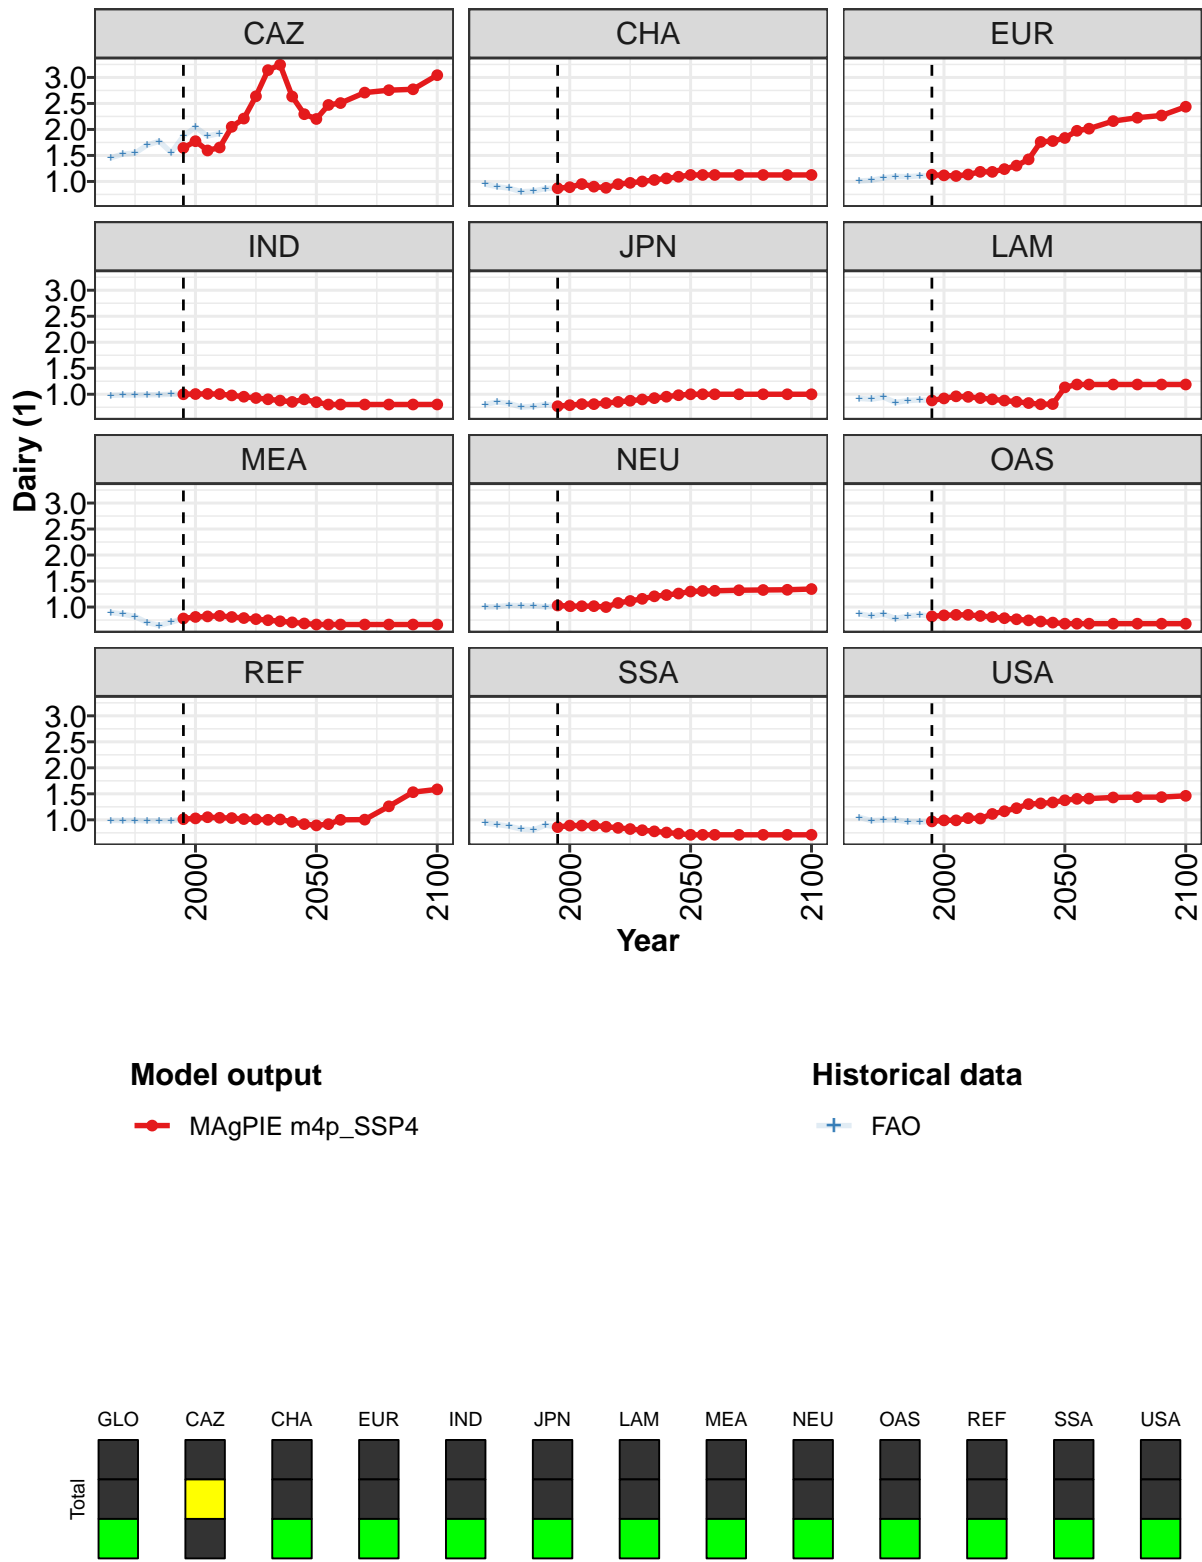 CAZ CHA EUR
3.0
2.5
2.0
1.5
1.0
IND JPN LAM
3.0
2.5
2.0
1.5
1.0
MEA NEU OAS
3.0
2.5
2.0
1.5
1.0
REF SSA USA
3.0
2.5
2.0
1.5
1.0
Dairy (1)
2000 2050 2100 2000 2050 2100 2000 2050 2100
Year
Model output Historical data
MAgPIE m4p_SSP4 FAO
GLO CAZ CHA EUR IND JPN LAM MEA NEU OAS REF SSA USA
Total